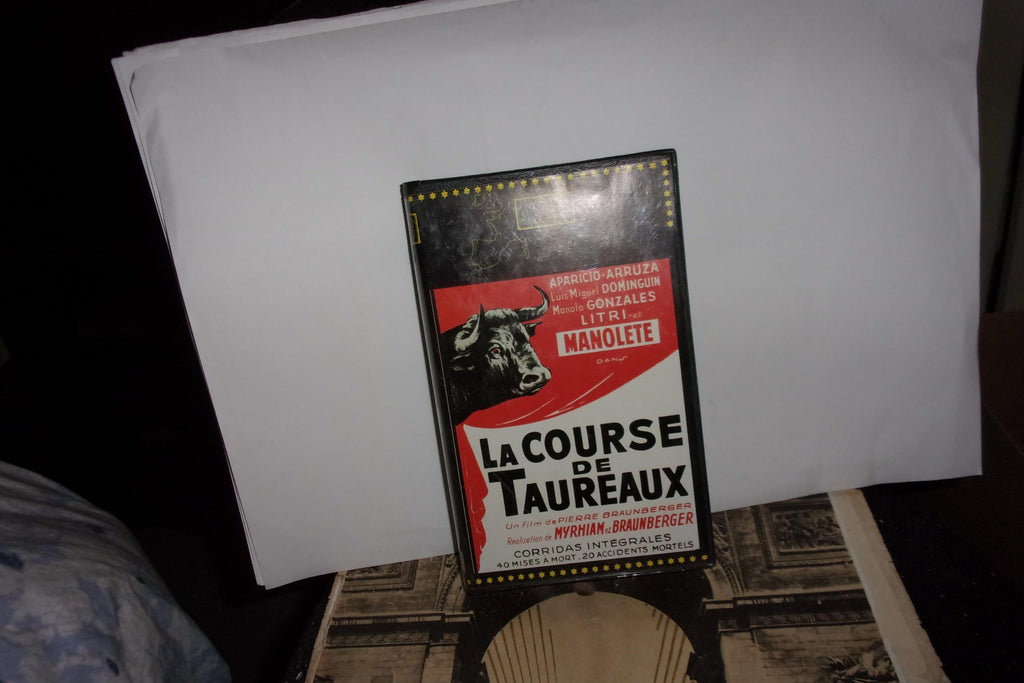 APARICIO-ARRUZA
Luis Miguel DOMINGUIN
Manolo GONZALES
LITRI et
MANOLETE
DANS
LA COURSE
DE
TAUREAUX
Un film de PIERRE BRAUNBERGER
Réalisation de MYRHIAM et BRAUNBERGER
CORRIDAS INTÉGRALES
40 MISES A MORT. 20 ACCIDENTS MORTELS